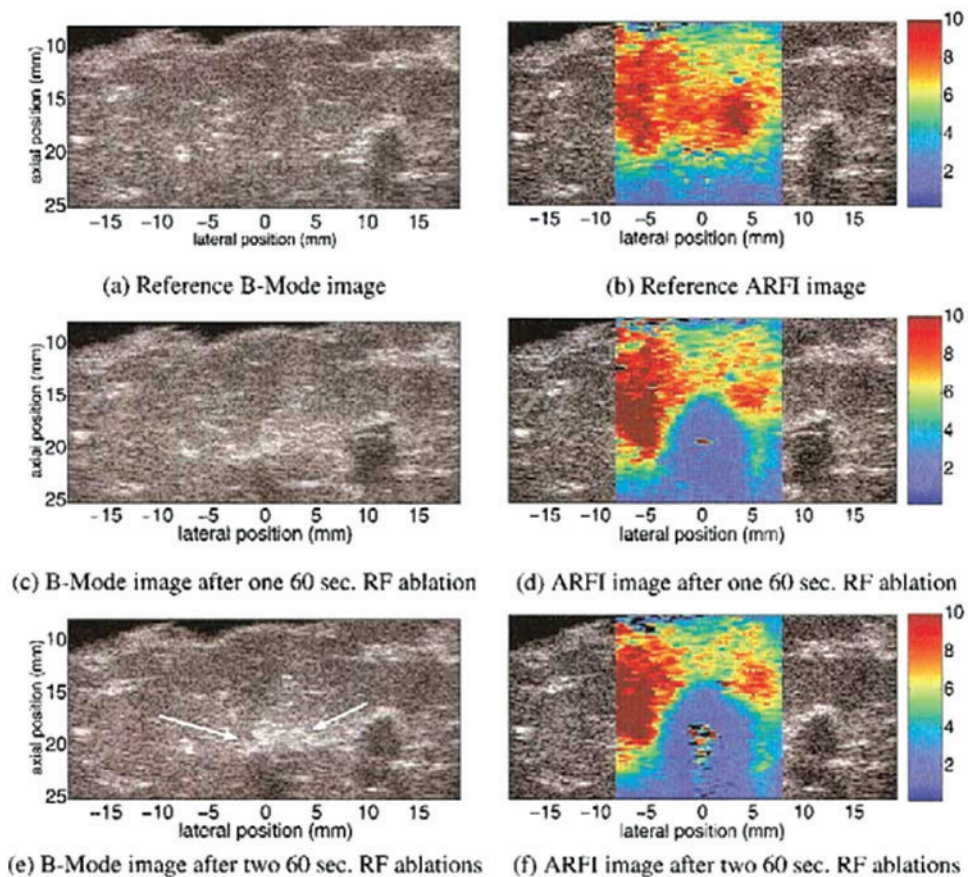 axial position (mm)
10
15
20
25
−15 −10 −5 0 5 10 15
lateral position (mm)
(a) Reference B-Mode image
10
8
6
4
2
−15 −10 −5 0 5 10 15
lateral position (mm)
(b) Reference ARFI image
axial position (mm)
10
15
20
25
−15 −10 −5 0 5 10 15
lateral position (mm)
(c) B-Mode image after one 60 sec. RF ablation
10
8
6
4
2
−15 −10 −5 0 5 10 15
lateral position (mm)
(d) ARFI image after one 60 sec. RF ablation
axial position (mm)
10
15
20
25
−15 −10 −5 0 5 10 15
lateral position (mm)
(e) B-Mode image after two 60 sec. RF ablations
10
8
6
4
2
−15 −10 −5 0 5 10 15
lateral position (mm)
(f) ARFI image after two 60 sec. RF ablations